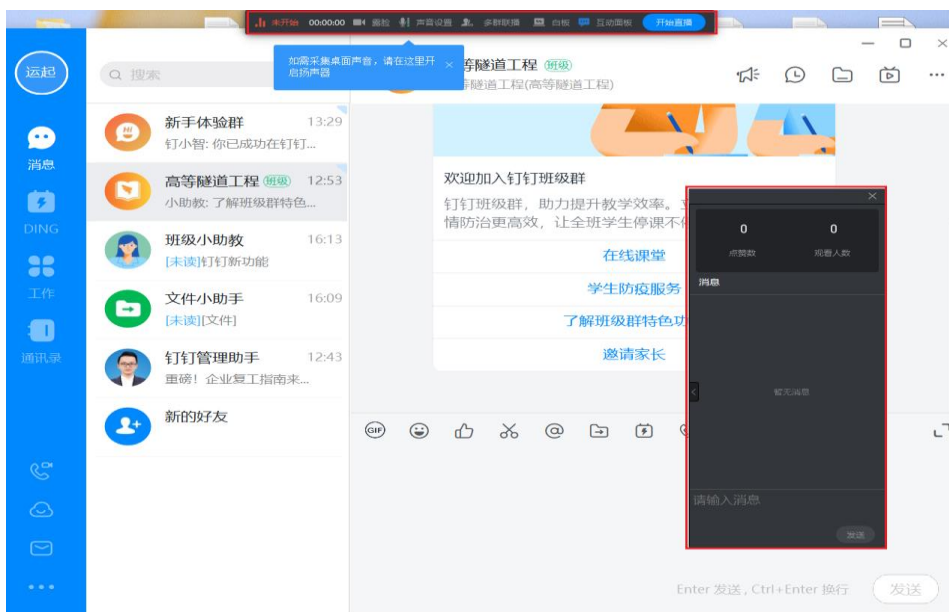 未开始 00:00:00 露脸 声音设置 多群联播 白板 互动面板 开始直播
如需采集桌面声音，请在这里开
启扬声器
运起
搜索
等隧道工程 班级
等隧道工程(高等隧道工程)
消息
DING
工作
通讯录
新手体验群 13:29
钉小智: 你已成功在钉钉...
高等隧道工程 班级 12:53
小助教: 了解班级群特色...
班级小助教 16:13
[未读]钉钉新功能
文件小助手 16:09
[未读][文件]
钉钉管理助手 12:43
重磅！企业复工指南来...
新的好友
欢迎加入钉钉班级群
钉钉班级群，助力提升教学效率。
情防治更高效，让全班学生停课不
在线课堂
学生防疫服务
了解班级群特色功
邀请家长
GIF
0 0
点赞数 观看人数
消息
暂无消息
请输入消息
发送
Enter 发送 , Ctrl+Enter 换行
发送